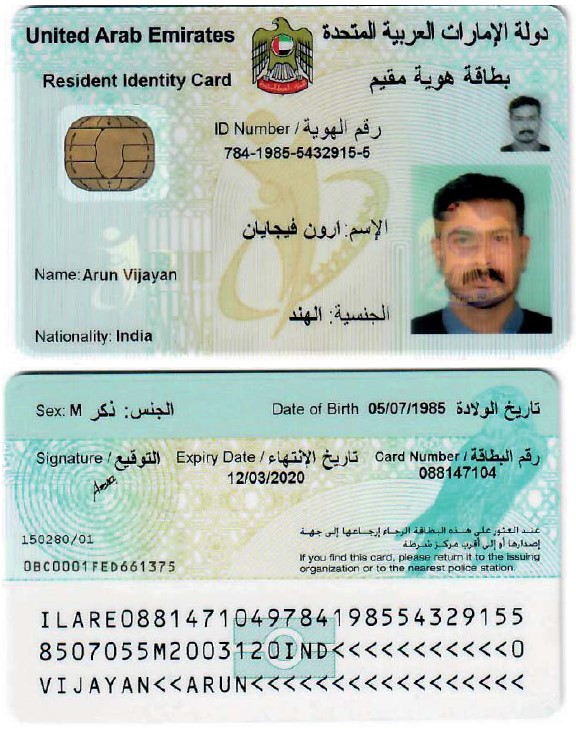 United Arab Emirates
دولة الإمارات العربية المتحدة
Resident Identity Card
بطاقة هوية مقيم
ID Number / رقم الهوية
784-1985-5432915-5
الإسم: ارون فيجايان
Name: Arun Vijayan
الجنسية: الهند
Nationality: India
Sex: M الجنس: ذكر
Date of Birth 05/07/1985 تاريخ الولادة
Signature / التوقيع
Expiry Date / تاريخ الإنتهاء
12/03/2020
Card Number / رقم البطاقة
088147104
150280/01
0BC0001FED661375
عند العثور على هذه البطاقة الرجاء إرجاعها إلى جهة
إصدارها أو إلى أقرب مركز شرطة
If you find this card, please return it to the issuing
organization or to the nearest police station.
ILARE0881471049784198554329155
8507055M2003120IND<<<<<<<<<<<0
VIJAYAN<<ARUN<<<<<<<<<<<<<<<<<